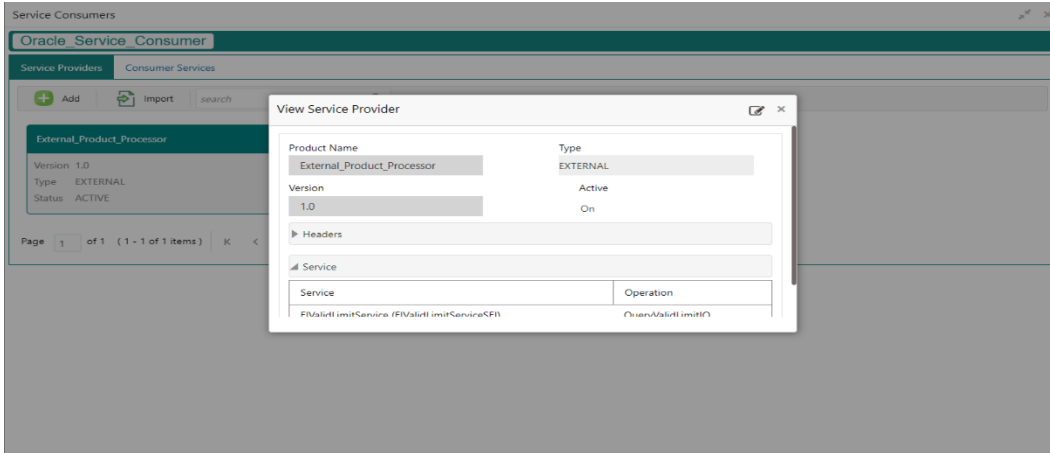 Service Consumers
Oracle_Service_Consumer
Service Providers Consumer Services
Add Import search
External_Product_Processor
Version 1.0
Type EXTERNAL
Status ACTIVE
Page 1 of 1 (1 - 1 of 1 items) K <
View Service Provider ×
Product Name Type
External_Product_Processor EXTERNAL
Version Active
1.0 On
Headers
Service
Service Operation
QueryValidLimitIO